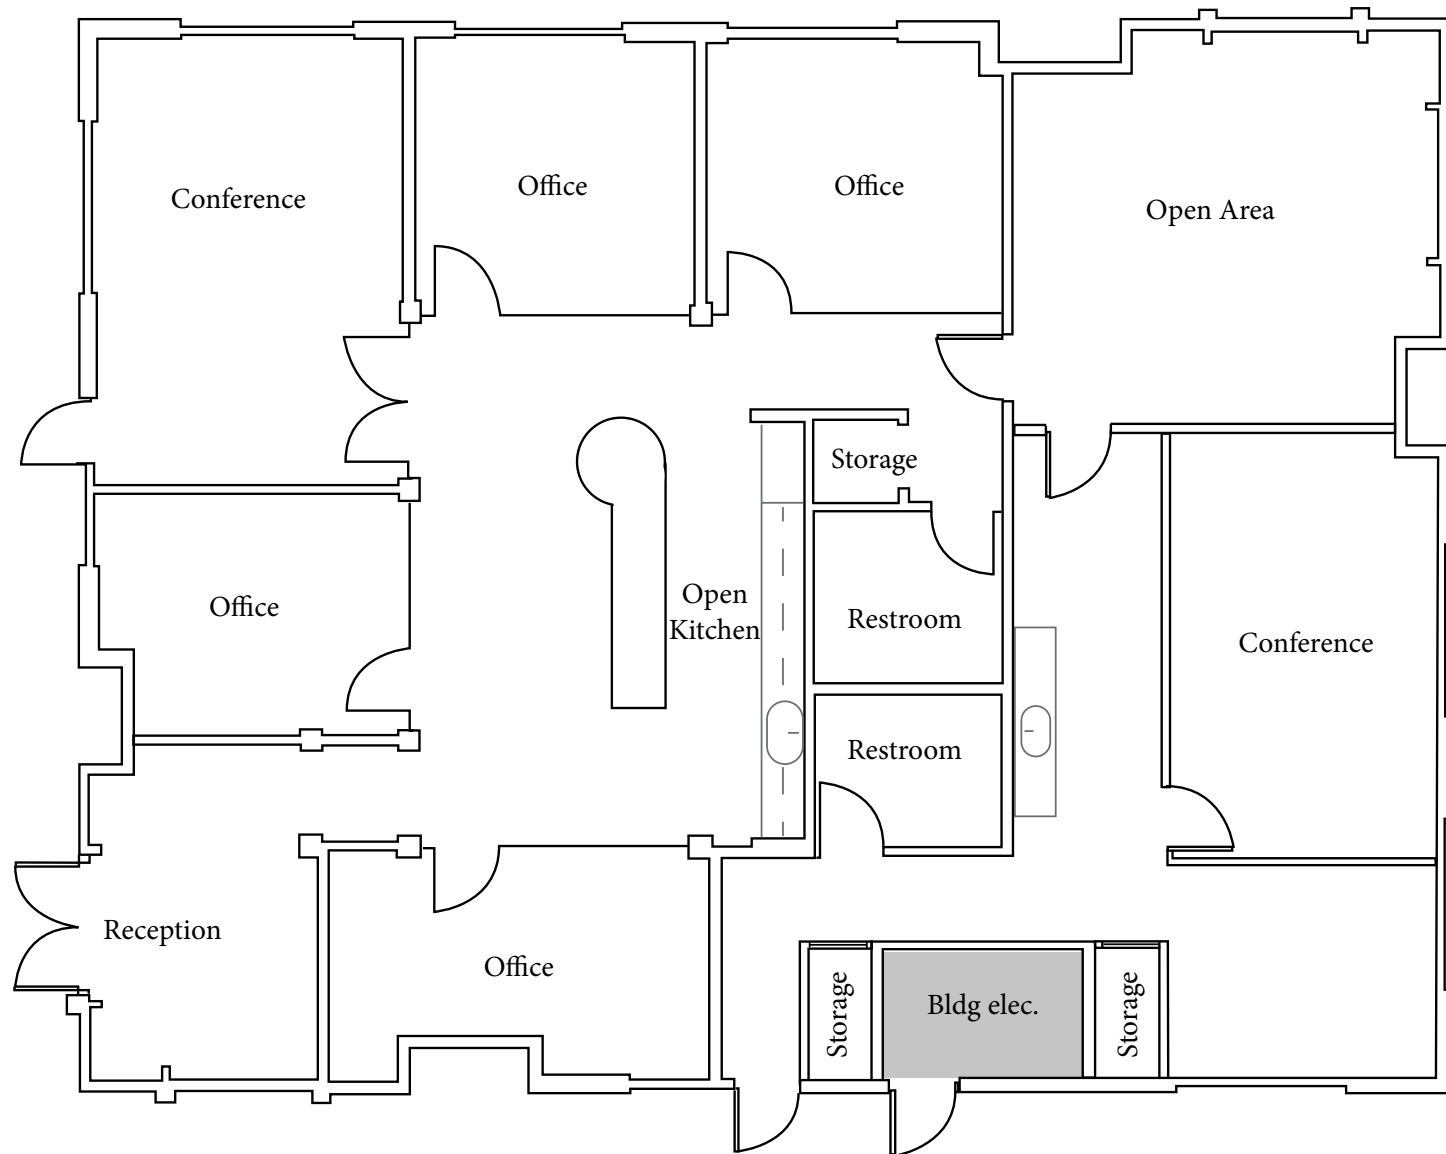 Conference
Office
Office
Open Area
Storage
Office
Open
Kitchen
Restroom
Conference
Restroom
Reception
Office
Storage
Bldg elec.
Storage